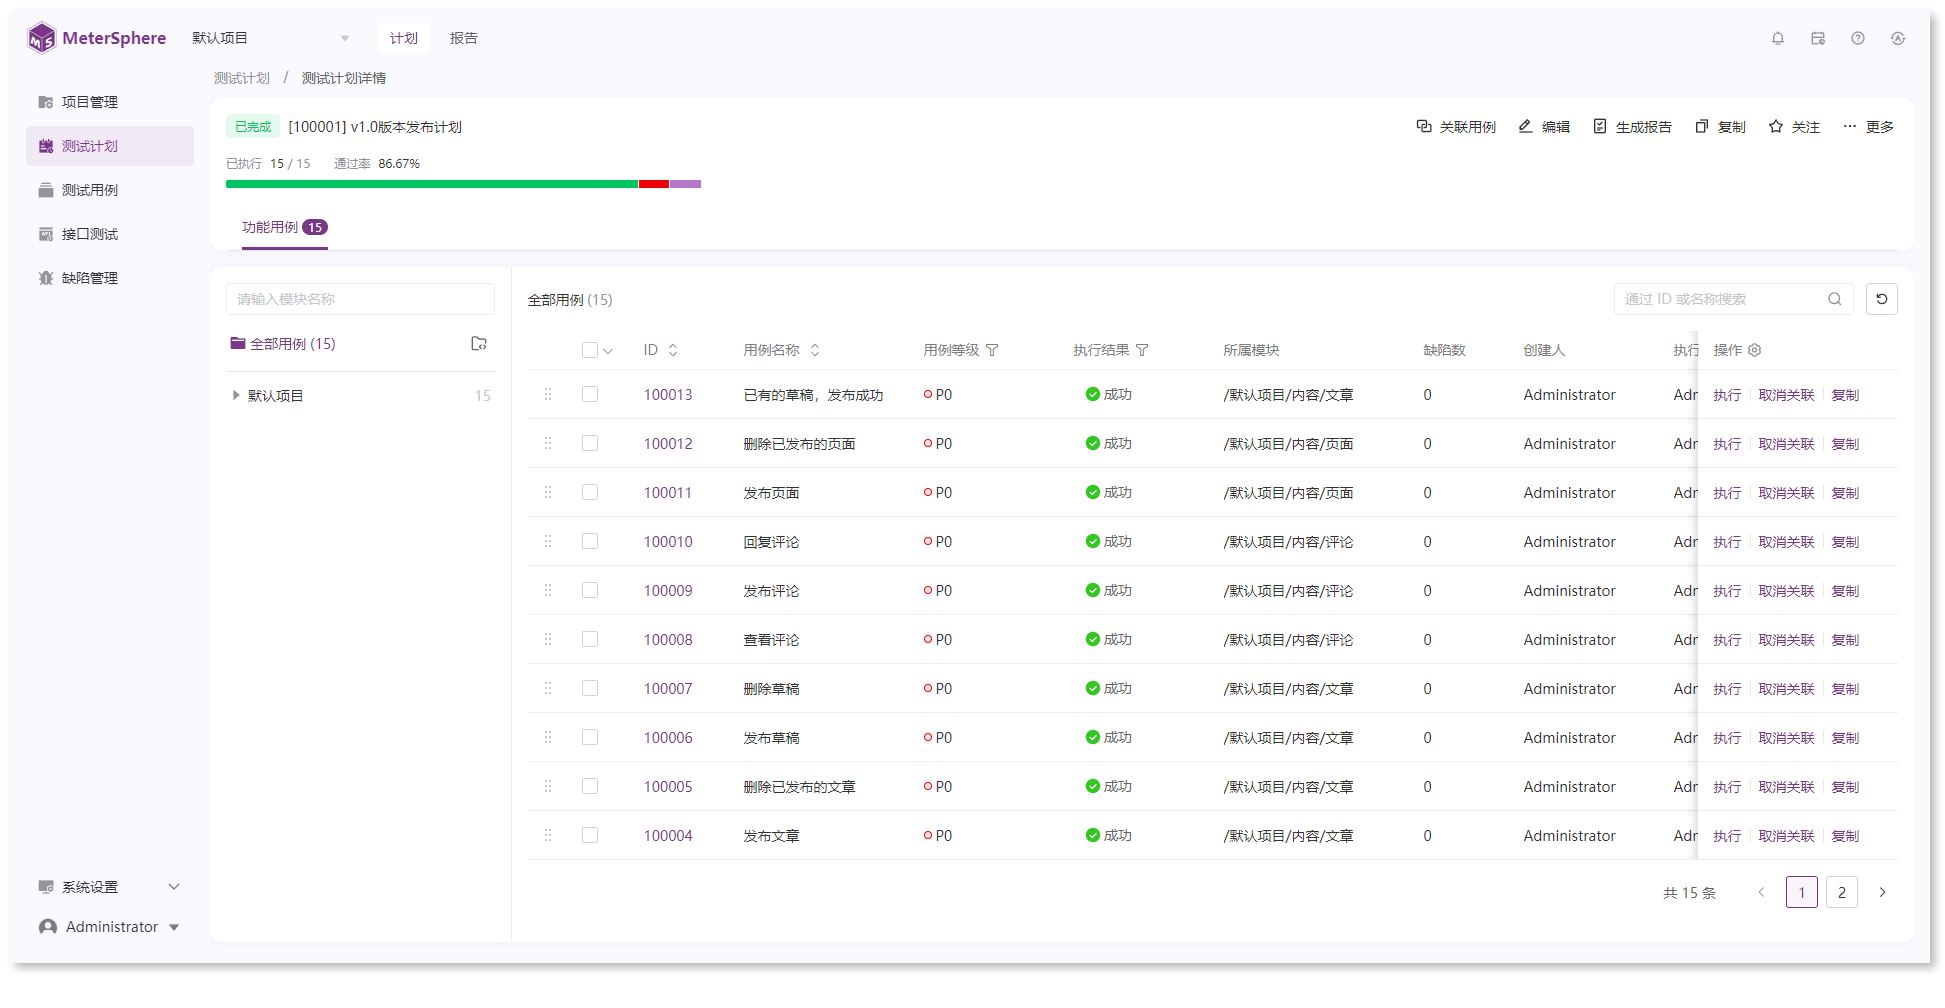 MeterSphere 默认项目 计划 报告
测试计划 / 测试计划详情
项目管理
测试计划
测试用例
接口测试
缺陷管理
系统设置
Administrator
已完成 [100001] v1.0版本发布计划
关联用例 编辑 生成报告 复制 关注 更多
已执行 15 / 15 通过率 86.67%
功能用例 15
请输入模块名称
全部用例 (15)
默认项目 15
全部用例 (15)
通过 ID 或名称搜索
ID 用例名称 用例等级 执行结果 所属模块 缺陷数 创建人 执行 操作
100013 已有的草稿，发布成功 P0 成功 /默认项目/内容/文章 0 Administrator Adr 执行 取消关联 复制
100012 删除已发布的页面 P0 成功 /默认项目/内容/页面 0 Administrator Adr 执行 取消关联 复制
100011 发布页面 P0 成功 /默认项目/内容/页面 0 Administrator Adr 执行 取消关联 复制
100010 回复评论 P0 成功 /默认项目/内容/评论 0 Administrator Adr 执行 取消关联 复制
100009 发布评论 P0 成功 /默认项目/内容/评论 0 Administrator Adr 执行 取消关联 复制
100008 查看评论 P0 成功 /默认项目/内容/评论 0 Administrator Adr 执行 取消关联 复制
100007 删除草稿 P0 成功 /默认项目/内容/文章 0 Administrator Adr 执行 取消关联 复制
100006 发布草稿 P0 成功 /默认项目/内容/文章 0 Administrator Adr 执行 取消关联 复制
100005 删除已发布的文章 P0 成功 /默认项目/内容/文章 0 Administrator Adr 执行 取消关联 复制
100004 发布文章 P0 成功 /默认项目/内容/文章 0 Administrator Adr 执行 取消关联 复制
共 15 条 1 2